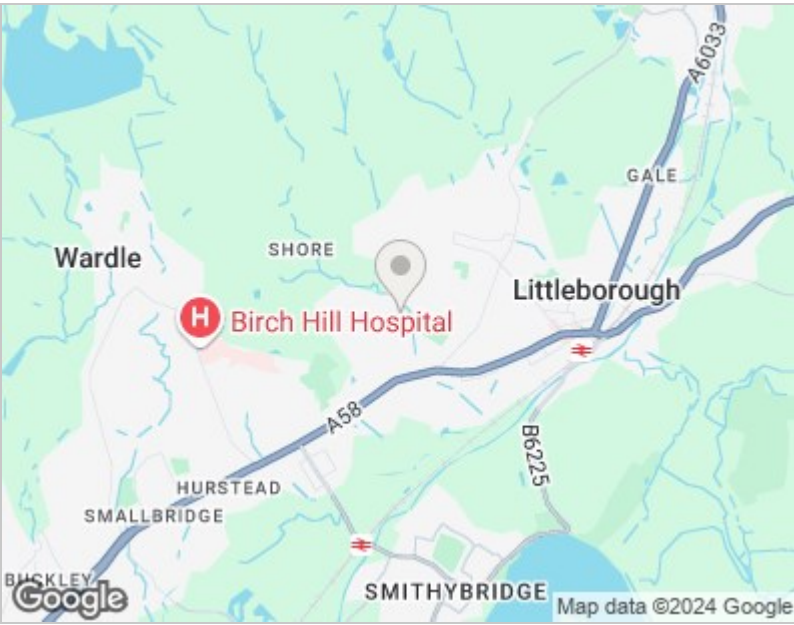 A6033
GALE
SHORE
Wardle
Littleborough
H
Birch Hill Hospital
A58
B6225
HURSTEAD
SMALLBRIDGE
BUCKLEY
SMITHYBRIDGE
Google
Map data ©2024 Google